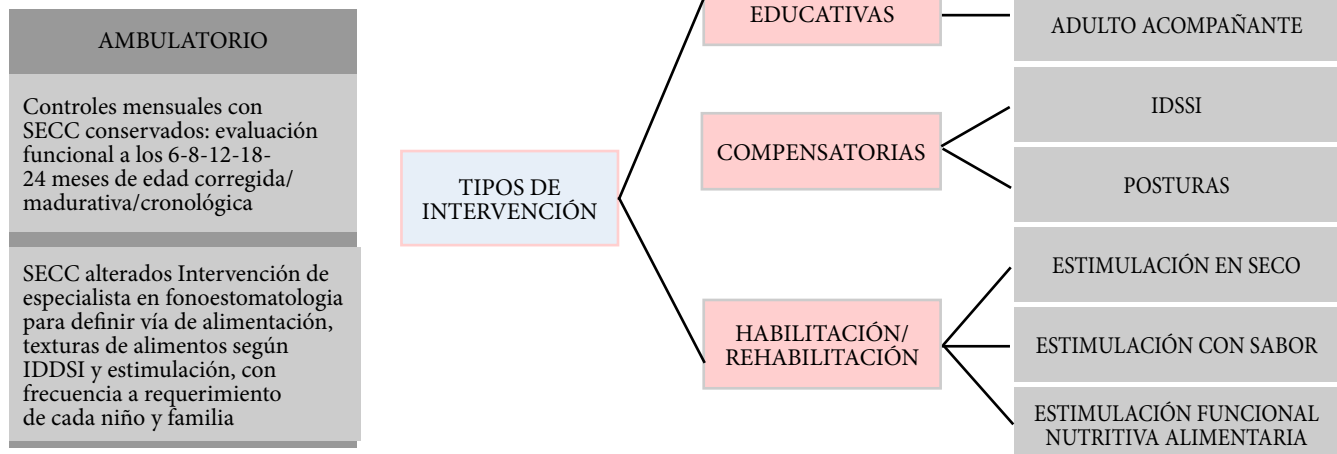 AMBULATORIO
Controles mensuales con
SECC conservados: evaluación
funcional a los 6-8-12-18-
24 meses de edad corregida/
madurativa/cronológica
SECC alterados Intervención de
especialista en fonoestomatologia
para definir vía de alimentación,
texturas de alimentos según
IDDSI y estimulación, con
frecuencia a requerimiento
de cada niño y familia
TIPOS DE
INTERVENCIÓN
EDUCATIVAS
ADULTO ACOMPAÑANTE
COMPENSATORIAS
IDSSI
POSTURAS
HABILITACIÓN/
REHABILITACIÓN
ESTIMULACIÓN EN SECO
ESTIMULACIÓN CON SABOR
ESTIMULACIÓN FUNCIONAL
NUTRITIVA ALIMENTARIA